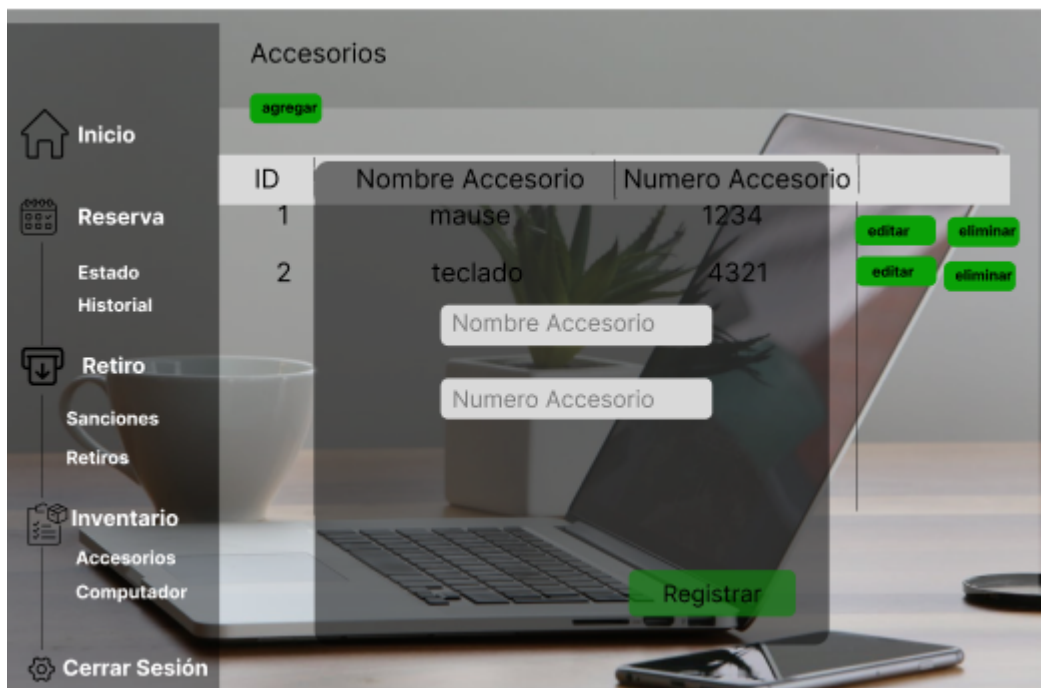 Accesorios
agregar
Inicio
ID Nombre Accesorio Numero Accesorio
Reserva
1 mause 1234 editar eliminar
Estado
2 teclado 4321 editar eliminar
Historial
Nombre Accesorio
Retiro
Numero Accesorio
Sanciones
Retiros
Inventario
Accesorios
Computador
Registrar
Cerrar Sesión